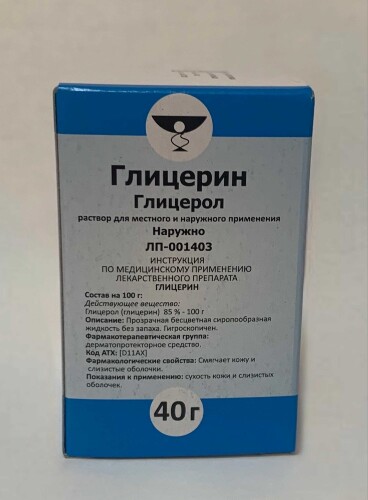 Глицерин
Глицерол
раствор для местного и наружного применения
Наружно
ЛП-001403
ИНСТРУКЦИЯ
ПО МЕДИЦИНСКОМУ ПРИМЕНЕНИЮ
ЛЕКАРСТВЕННОГО ПРЕПАРАТА
ГЛИЦЕРИН
Состав на 100 г:
Действующее вещество:
Глицерол (глицерин) 85 % - 100 г
Описание: Прозрачная бесцветная сиропообразная
жидкость без запаха. Гигроскопичен.
Фармакотерапевтическая группа:
дерматопротекторное средство.
Код АТХ: [D11AX]
Фармакологические свойства: Смягчает кожу и
слизистые оболочки.
Показания к применению: сухость кожи и слизистых
оболочек.
40 г